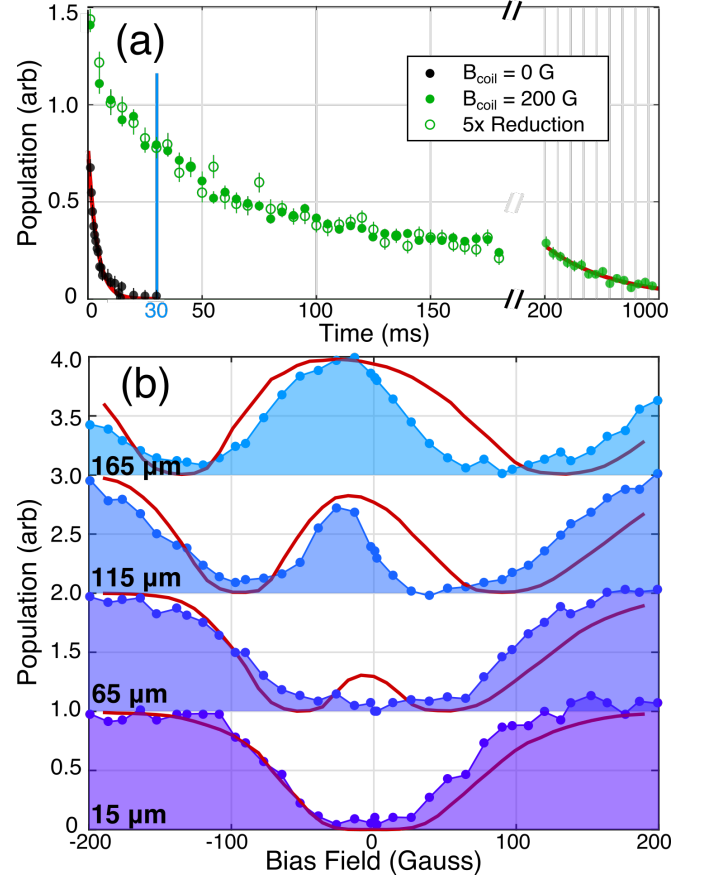 1.5
(a)
B_coil = 0 G
B_coil = 200 G
5x Reduction
1.0
Population (arb)
0.5
0
0 30 50 100 150 200 1000
Time (ms)
4.0
(b)
3.5
165 µm
3.0
2.5
115 µm
2.0
Population (arb)
1.5
65 µm
1.0
0.5
15 µm
0
-200 -100 0 100 200
Bias Field (Gauss)